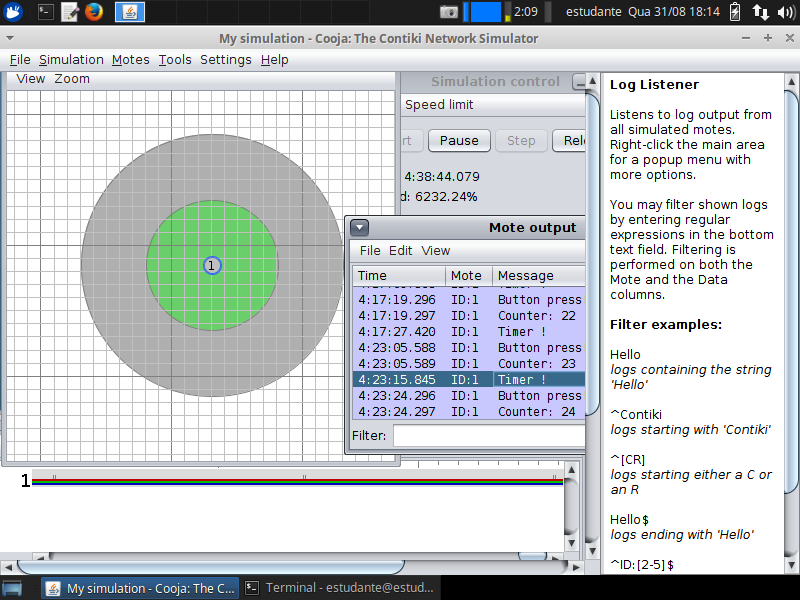 2:09
estudante Qua 31/08 18:14
My simulation - Cooja: The Contiki Network Simulator
File Simulation Motes Tools Settings Help
View Zoom
Simulation control
Speed limit
rt Pause Step Rel
4:38:44.079
d: 6232.24%
1
Mote output
File Edit View
Time Mote Message
4:17:19.296 ID:1 Button press
4:17:19.297 ID:1 Counter: 22
4:17:27.420 ID:1 Timer !
4:23:05.588 ID:1 Button press
4:23:05.589 ID:1 Counter: 23
4:23:15.845 ID:1 Timer !
4:23:24.296 ID:1 Button press
4:23:24.297 ID:1 Counter: 24
Filter:
1
Log Listener
Listens to log output from
all simulated motes.
Right-click the main area
for a popup menu with
more options.
You may filter shown logs
by entering regular
expressions in the bottom
text field. Filtering is
performed on both the
Mote and the Data
columns.
Filter examples:
Hello
logs containing the string
'Hello'
^Contiki
logs starting with 'Contiki'
^[CR]
logs starting either a C or
an R
Hello$
logs ending with 'Hello'
^ID:[2-5]$
My simulation - Cooja: The C...
Terminal - estudante@estud...